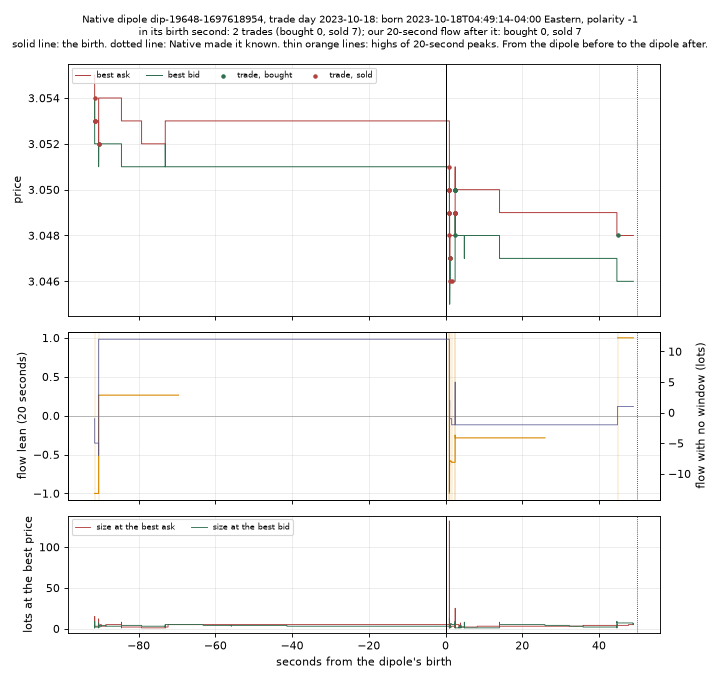 Native dipole dip-19648-1697618954, trade day 2023-10-18: born 2023-10-18T04:49:14-04:00 Eastern, polarity -1
in its birth second: 2 trades (bought 0, sold 7); our 20-second flow after it: bought 0, sold 7
solid line: the birth. dotted line: Native made it known. thin orange lines: highs of 20-second peaks. From the dipole before to the dipole after.
best ask
best bid
trade, bought
trade, sold
3.054
3.052
3.050
3.048
3.046
price
1.0
0.5
0.0
−0.5
−1.0
flow lean (20 seconds)
10
5
0
−5
−10
flow with no window (lots)
size at the best ask
size at the best bid
100
50
0
lots at the best price
−80
−60
−40
−20
0
20
40
seconds from the dipole's birth